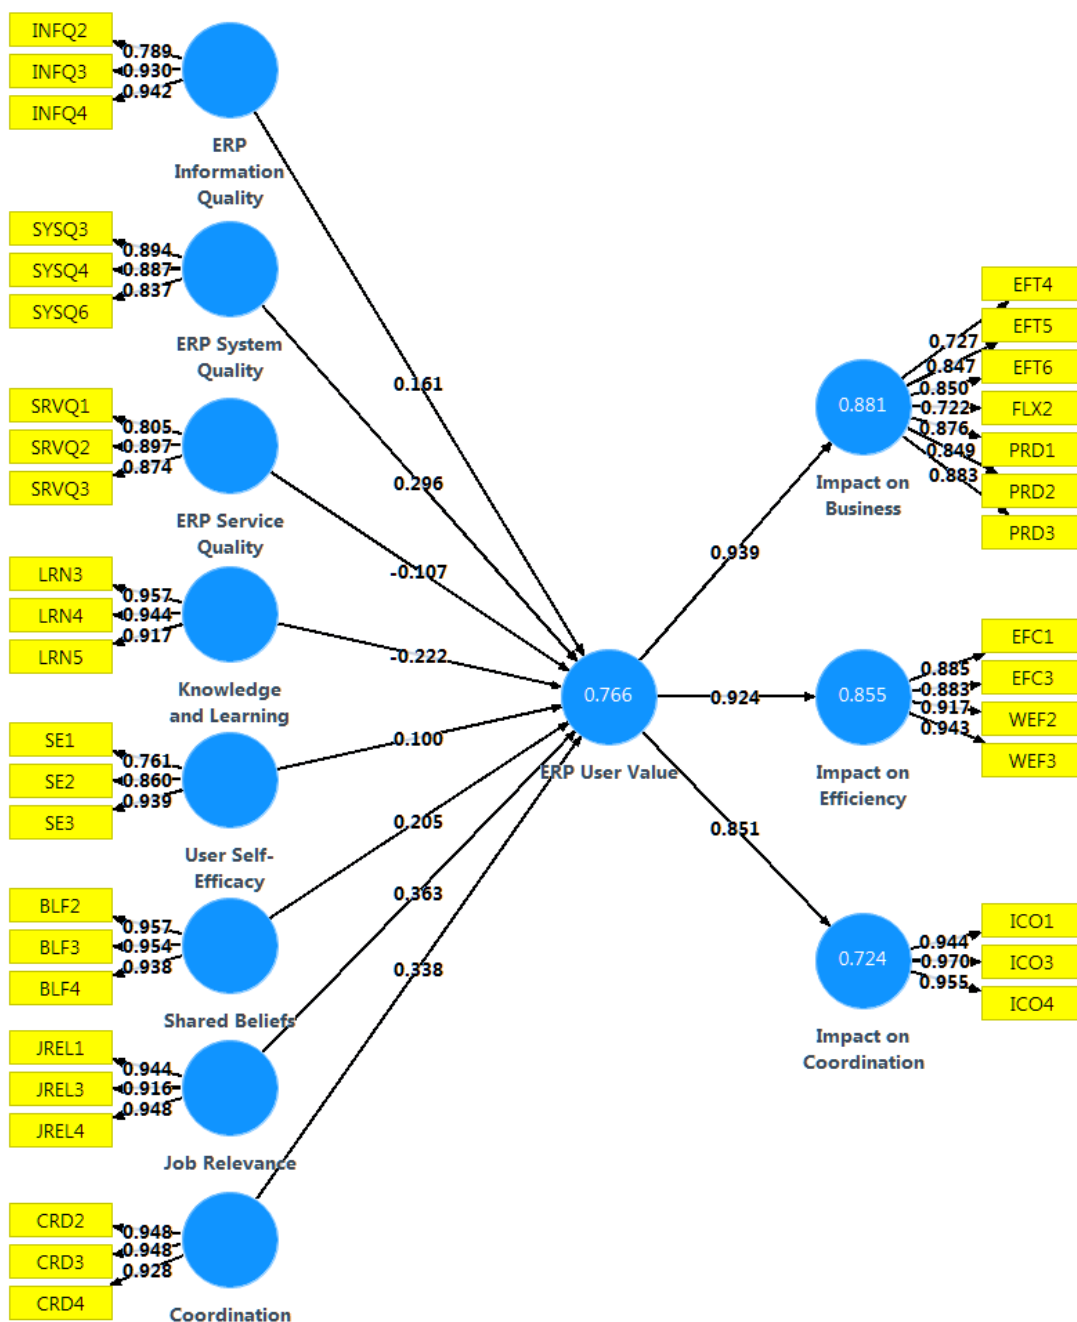 INFQ2
INFQ3
INFQ4
0.789
0.930
0.942
ERP
Information
Quality
SYSQ3
SYSQ4
SYSQ6
0.894
0.887
0.837
ERP System
Quality
SRVQ1
SRVQ2
SRVQ3
0.805
0.897
0.874
ERP Service
Quality
LRN3
LRN4
LRN5
0.957
0.944
0.917
Knowledge
and Learning
SE1
SE2
SE3
0.761
0.860
0.939
User Self-
Efficacy
BLF2
BLF3
BLF4
0.957
0.954
0.938
Shared Beliefs
JREL1
JREL3
JREL4
0.944
0.916
0.948
Job Relevance
CRD2
CRD3
CRD4
0.948
0.948
0.928
Coordination
0.161
0.296
-0.107
-0.222
0.100
0.205
0.363
0.338
0.766
ERP User Value
0.939
0.924
0.851
0.881
Impact on
Business
0.727
0.847
0.850
0.722
0.876
0.849
0.883
EFT4
EFT5
EFT6
FLX2
PRD1
PRD2
PRD3
0.855
Impact on
Efficiency
0.885
0.883
0.917
0.943
EFC1
EFC3
WEF2
WEF3
0.724
Impact on
Coordination
0.944
0.970
0.955
ICO1
ICO3
ICO4